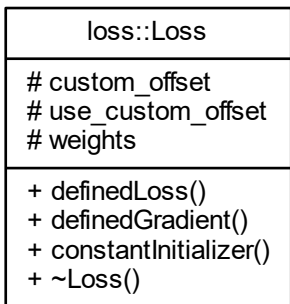 loss::Loss
# custom_offset
# use_custom_offset
# weights
+ definedLoss()
+ definedGradient()
+ constantInitializer()
+ ~Loss()